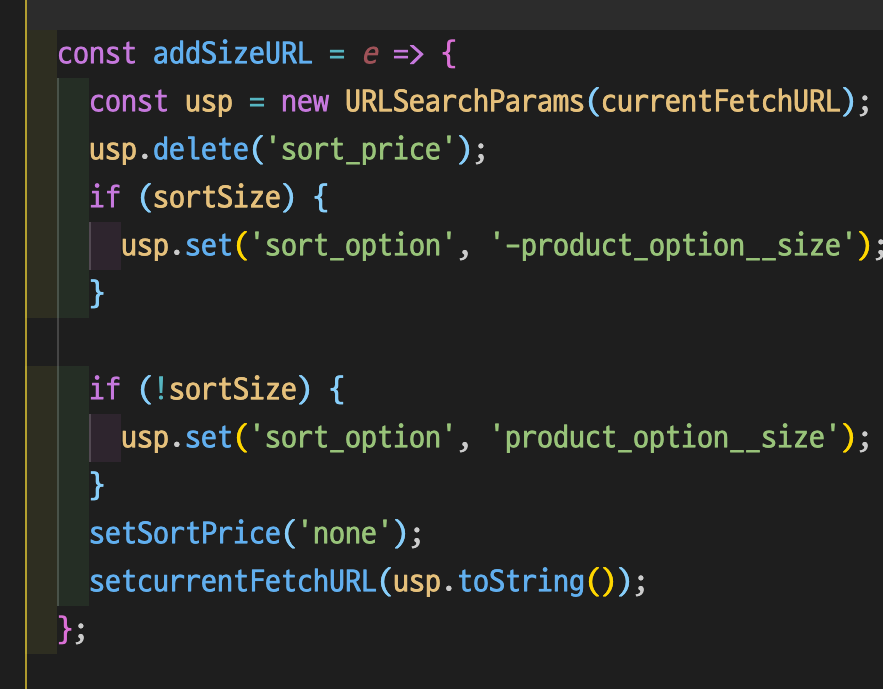 const addSizeURL = e => {
const usp = new URLSearchParams(currentFetchURL);
usp.delete('sort_price');
if (sortSize) {
usp.set('sort_option', '-product_option__size');
}
if (!sortSize) {
usp.set('sort_option', 'product_option__size');
}
setSortPrice('none');
setcurrentFetchURL(usp.toString());
};